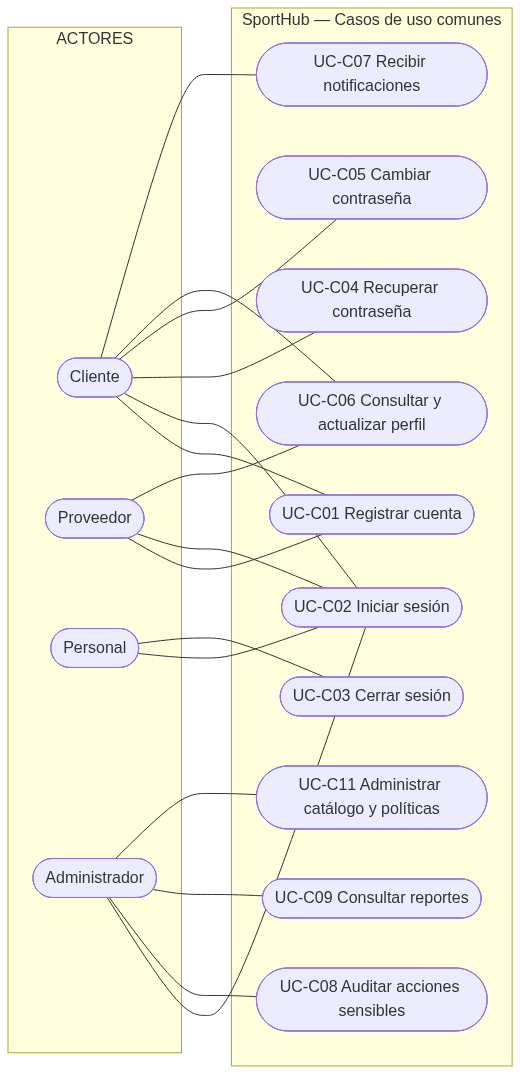 ACTORES
Cliente
Proveedor
Personal
Administrador
SportHub — Casos de uso comunes
UC-C07 Recibir
notificaciones
UC-C05 Cambiar
contraseña
UC-C04 Recuperar
contraseña
UC-C06 Consultar y
actualizar perfil
UC-C01 Registrar cuenta
UC-C02 Iniciar sesión
UC-C03 Cerrar sesión
UC-C11 Administrar
catálogo y políticas
UC-C09 Consultar reportes
UC-C08 Auditar acciones
sensibles